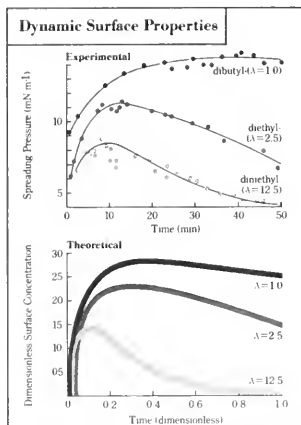 Dynamic Surface Properties
Experimental
dibutyl-(λ=1.0)
diethyl-
(λ=2.5)
dimethyl
(λ=12.5)
Spreading Pressure (mN m-1)
10
5
0 10 20 30 40 50
Time (min)
Theoretical
λ=1.0
λ=2.5
λ=12.5
Dimensionless Surface Concentration
30
25
20
15
10
05
0 0.2 0.4 0.6 0.8 1.0
Time (dimensionless)